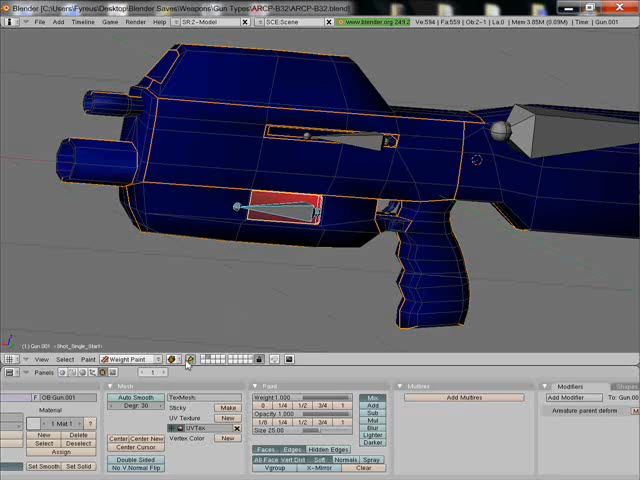 Blender [C:\Users\Fyreus\Desktop\Blender Saves\Weapons\Gun Types\ARCP-B32\ARCP-B32.blend]
File Add Timeline Game Render Help SR:2-Model SCE:Scene www.blender.org 249.2 Ve:594 | Fa:559 | Ob:2-1 | La:0 | Mem:3.05M (0.09M) | Time: | Gun.001
(1) Gun.001 <Shot_Single_Start>
View Select Paint Weight Paint
Panels 1
Mesh Paint Multires Modifiers Shapes
F OB:Gun.001
Material
1 Mat 1 ?
New Delete
Select Deselect
Assign
Set Smooth Set Solid
Auto Smooth
Degr: 30
Center Center New
Center Cursor
Double Sided
No V.Normal Flip
TexMesh:
Sticky Make
UV Texture New
UVTex
Vertex Color New
Weight 1.000
0 1/4 1/2 3/4 1
Opacity 1.000
1/8 1/4 1/2 3/4 1
Size 25.00
Mix
Add
Sub
Mul
Blur
Lighter
Darker
Faces Edges Hidden Edges
All Faces Vert Dist Soft Normals Spray
Vgroup X-Mirror Clear
Add Multires
Add Modifier To: Gun.00
Armature parent deform M